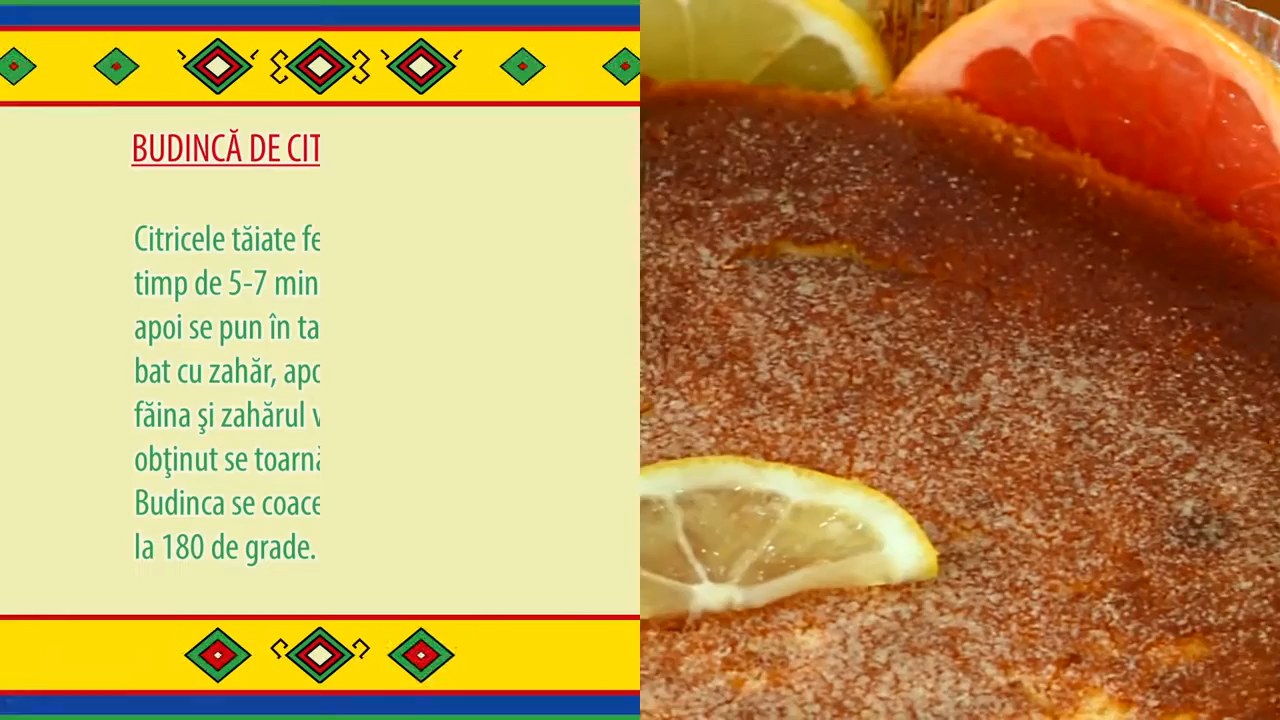 BUDINCĂ DE CIT
Citricele tăiate fe
timp de 5-7 min
apoi se pun în ta
bat cu zahăr, apo
făina şi zahărul v
obţinut se toarnă
Budinca se coace
la 180 de grade.